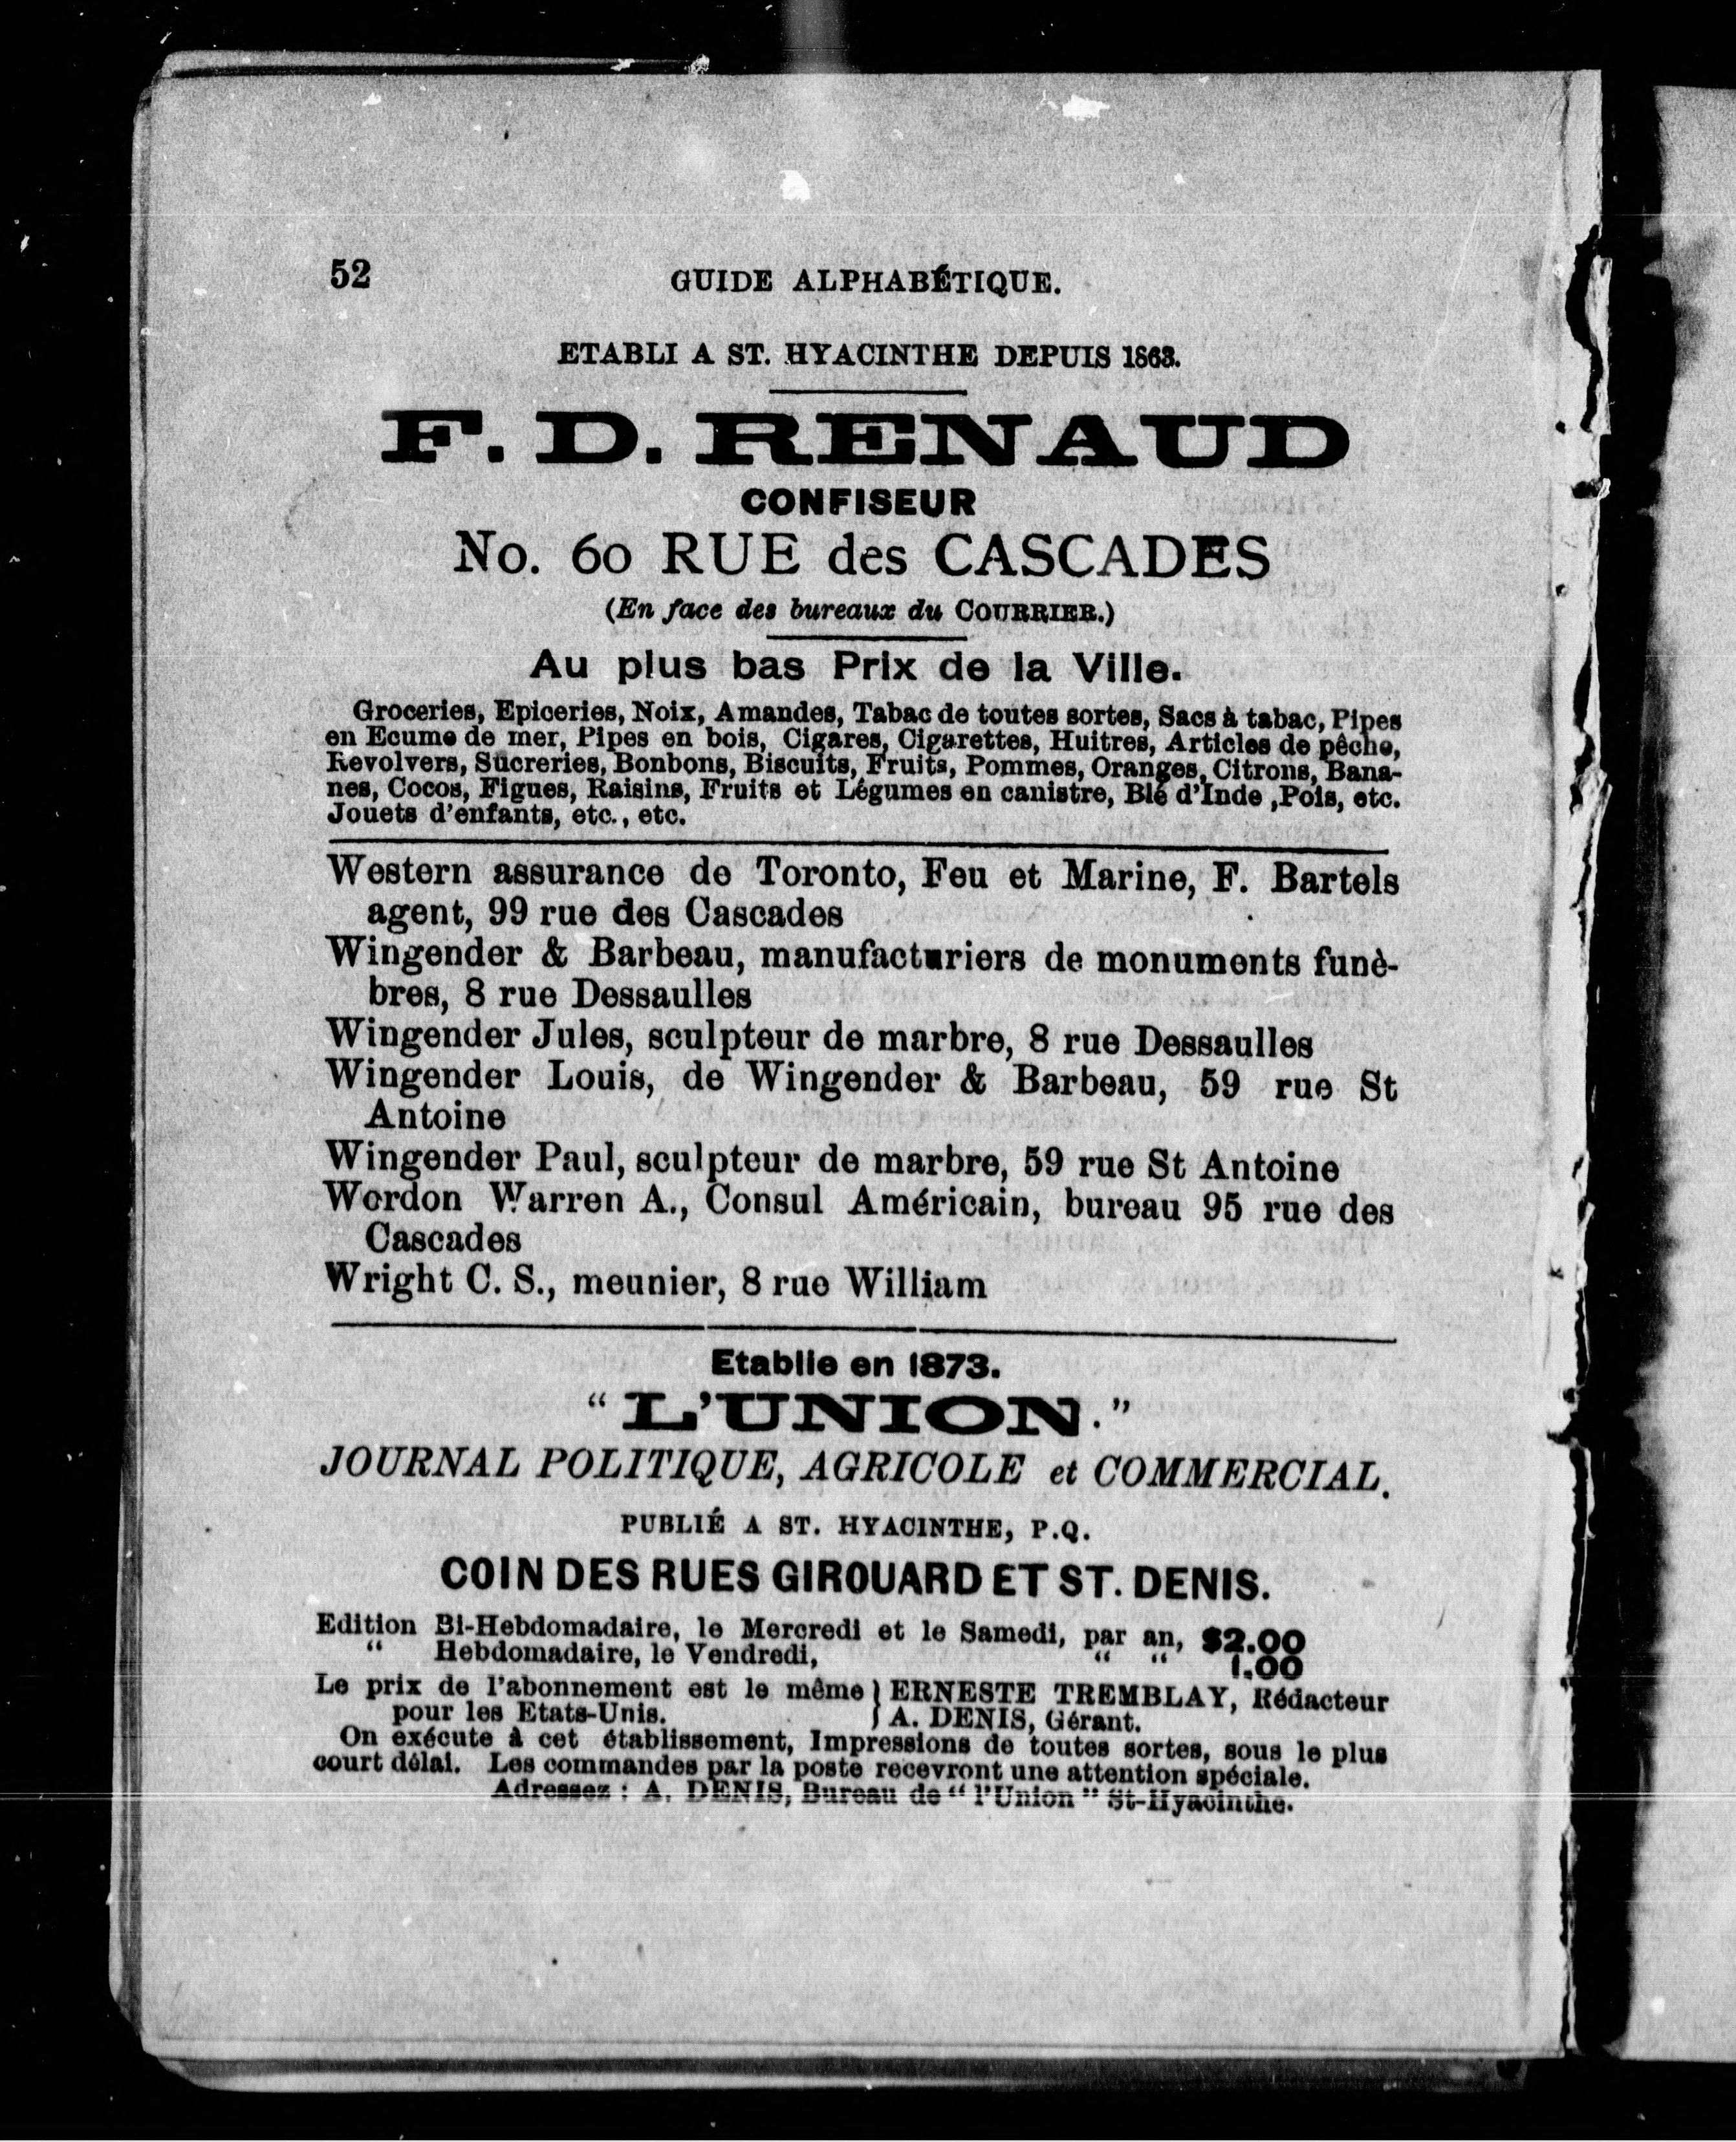 52
GUIDE ALPHABÉTIQUE.
ETABLI A ST. HYACINTHE DEPUIS 1863.
F. D. RENAUD
CONFISEUR
No. 60 RUE des CASCADES
(En face des bureaux du COURRIER.)
Au plus bas Prix de la Ville.
Groceries, Epiceries, Noix, Amandes, Tabac de toutes sortes, Sacs à tabac, Pipes
en Ecume de mer, Pipes en bois, Cigares, Cigarettes, Huitres, Articles de pêche,
Revolvers, Sucreries, Bonbons, Biscuits, Fruits, Pommes, Oranges, Citrons, Bana-
nes, Cocos, Figues, Raisins, Fruits et Légumes en canistre, Blé d'Inde ,Pois, etc.
Jouets d'enfants, etc., etc.
Western assurance de Toronto, Feu et Marine, F. Bartels
agent, 99 rue des Cascades
Wingender & Barbeau, manufacturiers de monuments funè-
bres, 8 rue Dessaulles
Wingender Jules, sculpteur de marbre, 8 rue Dessaulles
Wingender Louis, de Wingender & Barbeau, 59 rue St
Antoine
Wingender Paul, sculpteur de marbre, 59 rue St Antoine
Wordon Warren A., Consul Américain, bureau 95 rue des
Cascades
Wright C. S., meunier, 8 rue William
Etablie en 1873.
"L'UNION."
JOURNAL POLITIQUE, AGRICOLE et COMMERCIAL.
PUBLIÉ A ST. HYACINTHE, P.Q.
COIN DES RUES GIROUARD ET ST. DENIS.
Edition Bi-Hebdomadaire, le Mercredi et le Samedi, par an, $2.00
" Hebdomadaire, le Vendredi, " " 1.00
Le prix de l'abonnement est le même } ERNESTE TREMBLAY, Rédacteur
pour les Etats-Unis. } A. DENIS, Gérant.
On exécute à cet établissement, Impressions de toutes sortes, sous le plus
court délai. Les commandes par la poste recevront une attention spéciale.
Adressez : A. DENIS, Bureau de "l'Union" St-Hyacinthe.